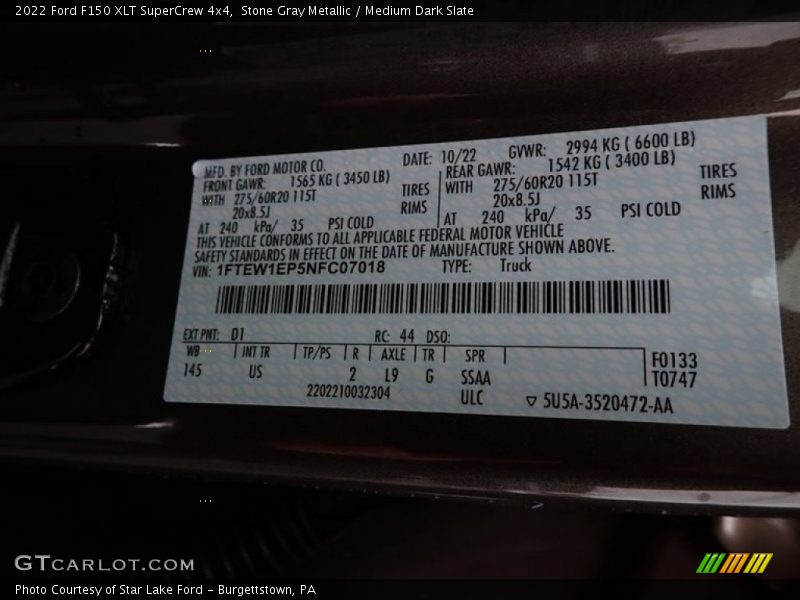 2022 Ford F150 XLT SuperCrew 4x4,  Stone Gray Metallic / Medium Dark Slate
MFD. BY FORD MOTOR CO. DATE: 10/22 GVWR: 2994 KG ( 6600 LB)
FRONT GAWR: 1565 KG ( 3450 LB) REAR GAWR: 1542 KG ( 3400 LB)
WITH 275/60R20 115T TIRES WITH 275/60R20 115T TIRES
20x8.5J RIMS 20x8.5J RIMS
AT 240 kPa/ 35 PSI COLD AT 240 kPa/ 35 PSI COLD
THIS VEHICLE CONFORMS TO ALL APPLICABLE FEDERAL MOTOR VEHICLE
SAFETY STANDARDS IN EFFECT ON THE DATE OF MANUFACTURE SHOWN ABOVE.
VIN: 1FTEW1EP5NFC07018 TYPE: Truck
EXT PNT: D1 RC: 44 DSO:
WB INT TR TP/PS R AXLE TR SPR F0133
145 US 2 L9 G SSAA T0747
2202210032304 ULC ▽ 5U5A-3520472-AA
GTCARLOT.COM
Photo Courtesy of Star Lake Ford - Burgettstown, PA